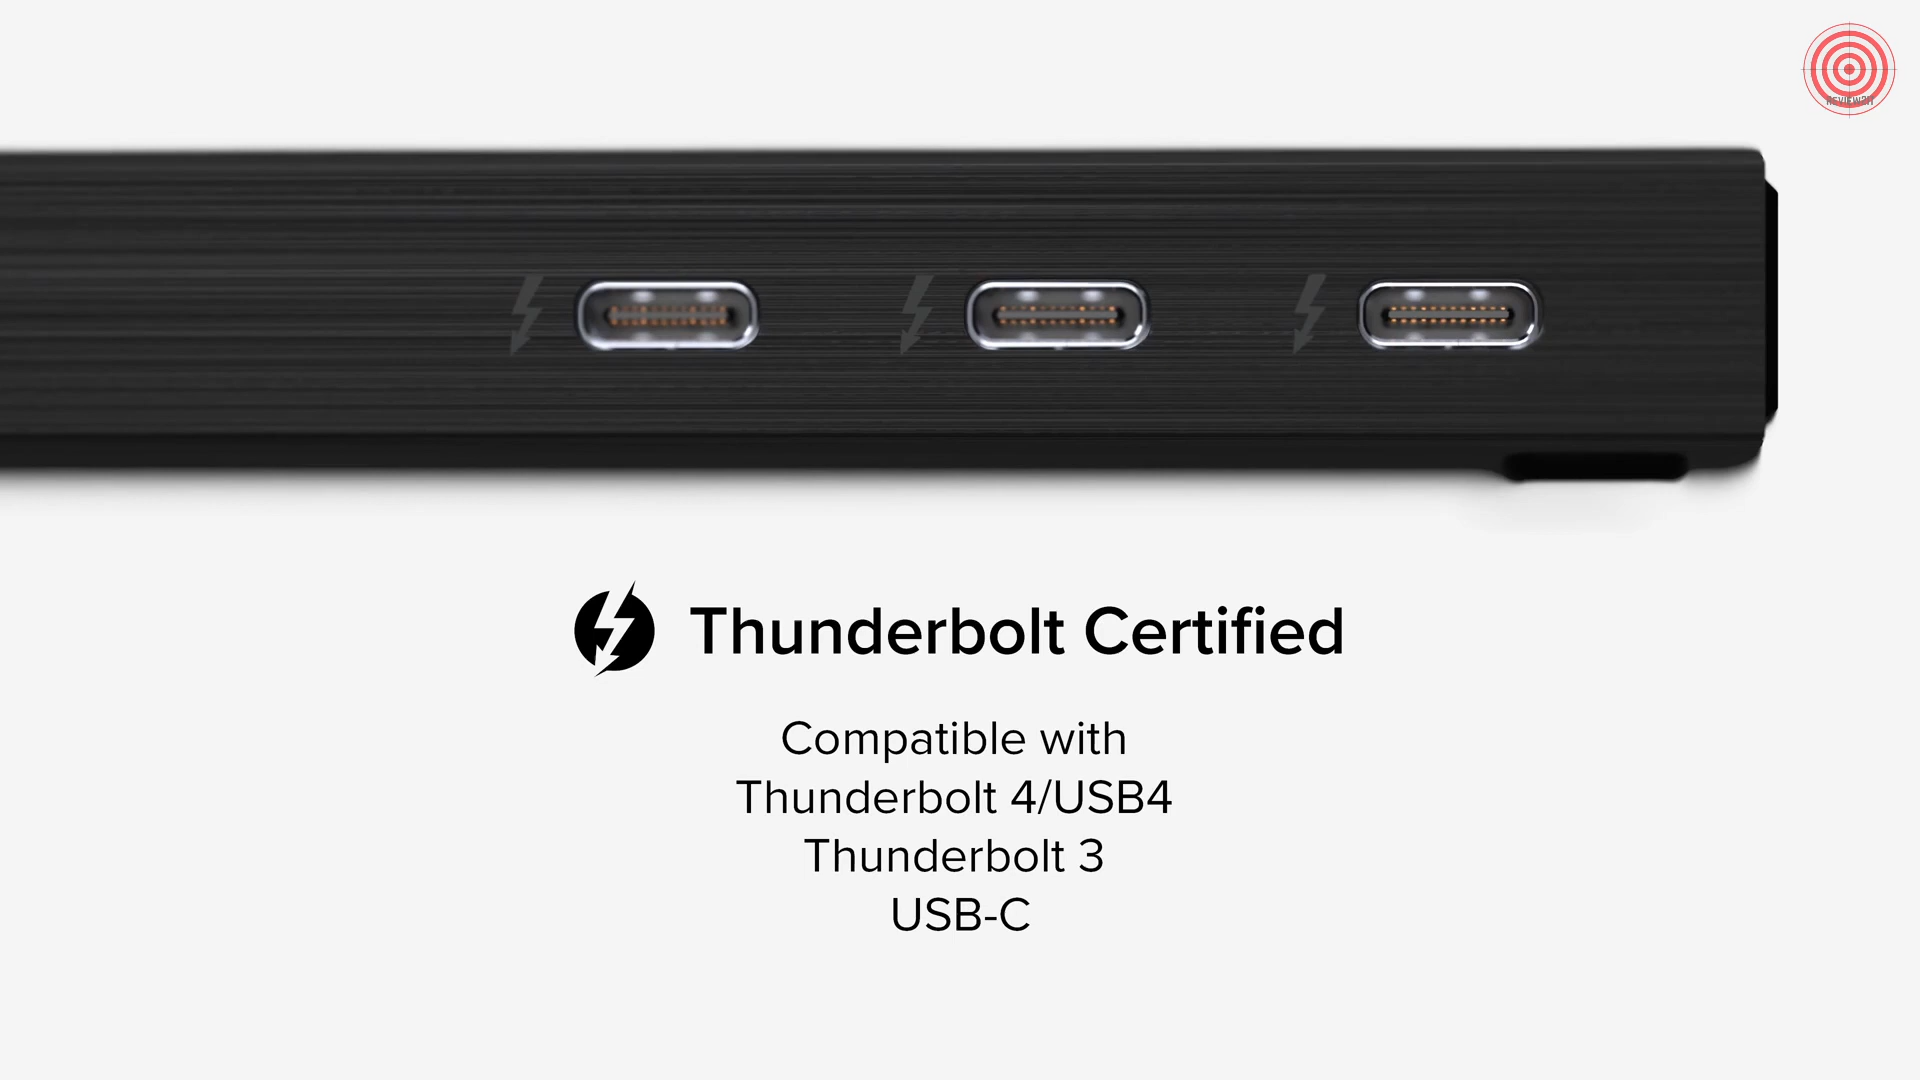 Thunderbolt Certified
Compatible with
Thunderbolt 4/USB4
Thunderbolt 3
USB-C